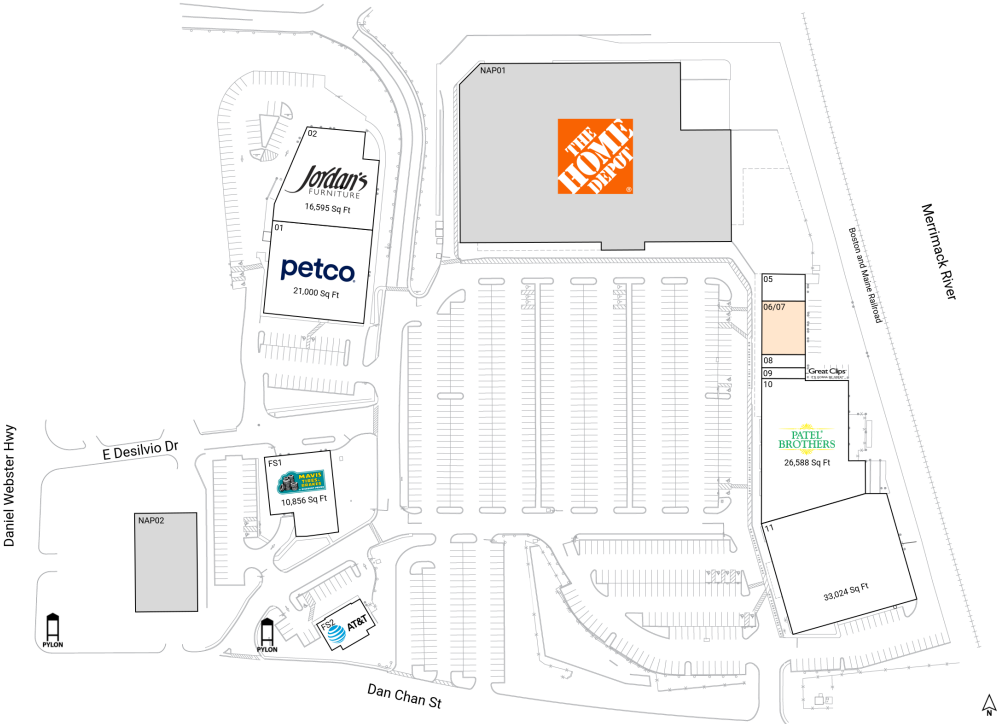 NAP01
THE
HOME
DEPOT
®
02
Jordan's
FURNITURE
16,595 Sq Ft
01
petco
21,000 Sq Ft
Merrimack River
Boston and Maine Railroad
05
06/07
08
09
Great Clips
10
PATEL
BROTHERS
26,588 Sq Ft
E Desilvio Dr
Daniel Webster Hwy
FS1
MAVIS
TIRES &
BRAKES
10,856 Sq Ft
NAP02
11
33,024 Sq Ft
PYLON
PYLON
FS2
AT&T
Dan Chan St
N